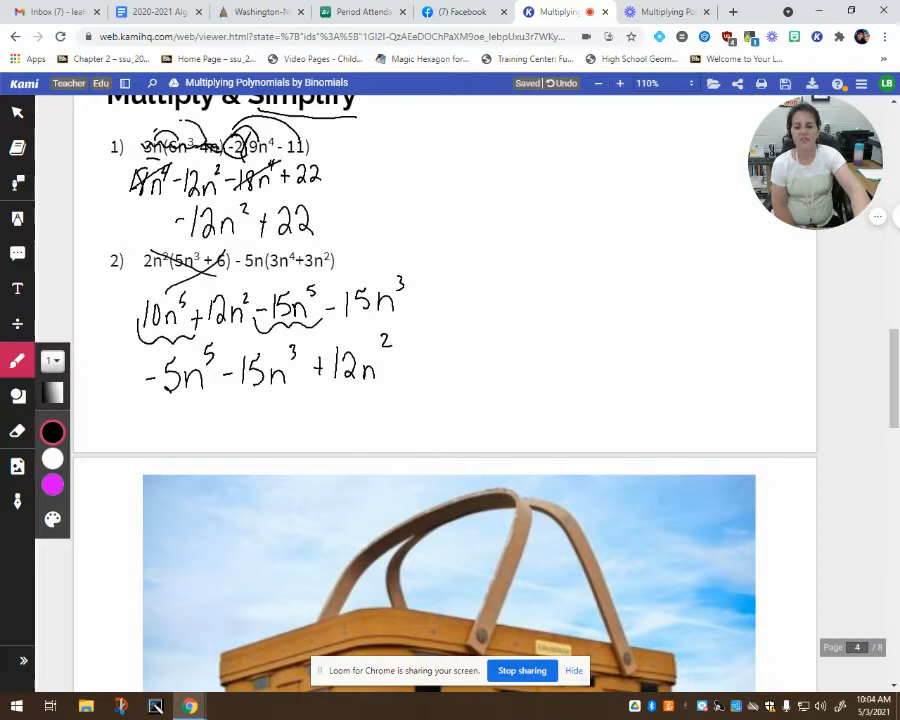 Inbox (7) - leah
2020-2021 Alg
Washington-N
Period Attenda
(7) Facebook
Multiplying
Multiplying Po
web.kamihq.com/web/viewer.html?state=%7B"ids"%3A%5B"1GI2I-QzAEeDOChPaXM9oe_IebpUxu3r7WKy...
Apps
Chapter 2 – ssu_20...
Home Page – ssu_2...
Video Pages - Child...
Magic Hexagon for...
Training Center: Fu...
High School Geom...
Welcome to Your L...
Kami
Teacher
Edu
Multiplying Polynomials by Binomials
Saved
Undo
110%
LB
Multiply & Simplify
1) 3n(6n³-4n)-2(9n⁴ - 11)
18n⁴ -12n² -18n⁴ +22
-12n² +22
2) 2n²(5n³ + 6) - 5n(3n⁴+3n²)
10n⁵ +12n² -15n⁵ -15n³
-5n⁵ -15n³ +12n²
Page 4 / 8
Loom for Chrome is sharing your screen.
Stop sharing
Hide
10:04 AM
5/3/2021